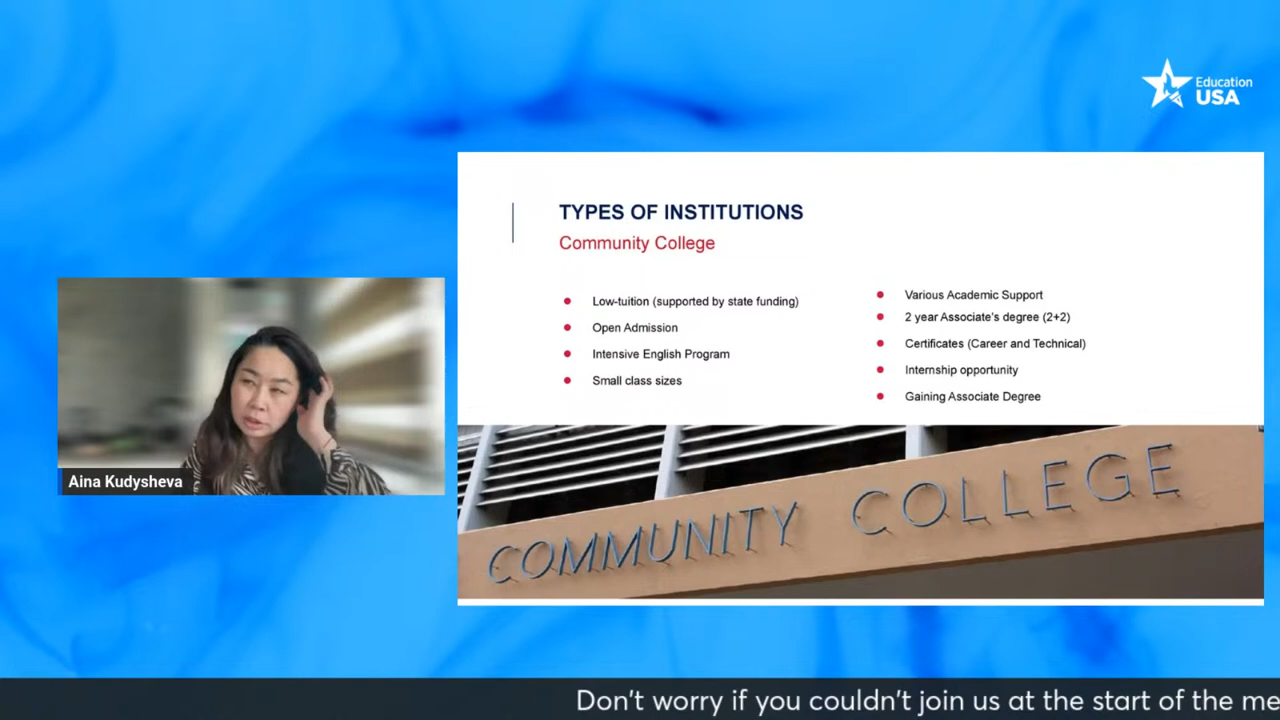 Education
USA
TYPES OF INSTITUTIONS
Community College
Low-tuition (supported by state funding)
Open Admission
Intensive English Program
Small class sizes
Various Academic Support
2 year Associate's degree (2+2)
Certificates (Career and Technical)
Internship opportunity
Gaining Associate Degree
COMMUNITY COLLEGE
Aina Kudysheva
Don't worry if you couldn't join us at the start of the me